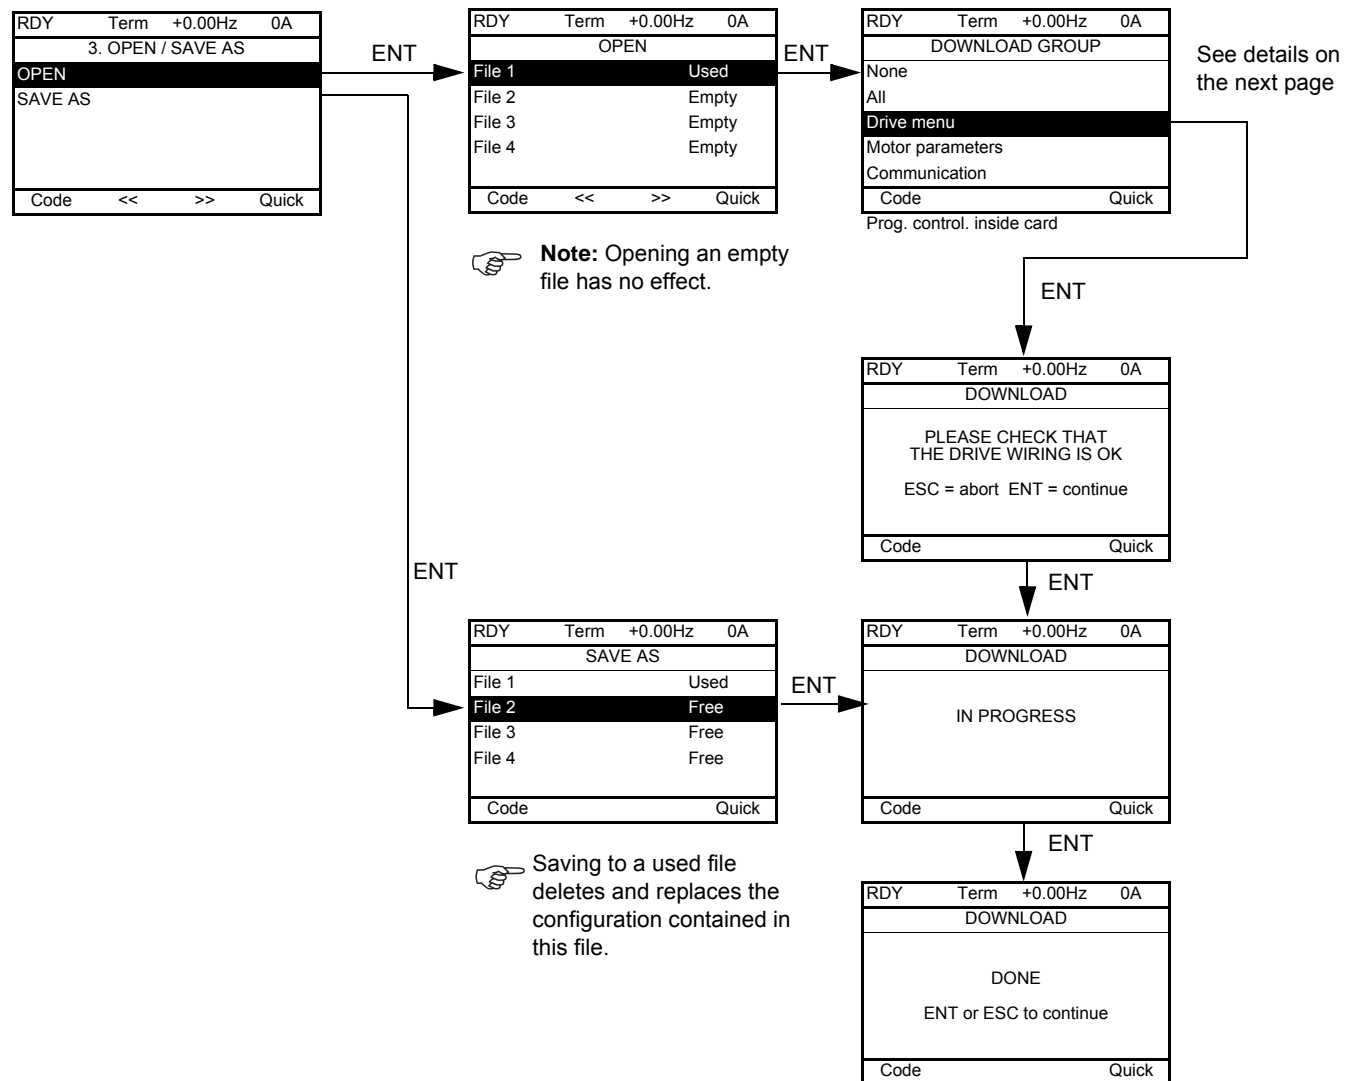 RDY Term +0.00Hz 0A
3. OPEN / SAVE AS
OPEN
SAVE AS
Code << >> Quick
ENT
RDY Term +0.00Hz 0A
OPEN
File 1 Used
File 2 Empty
File 3 Empty
File 4 Empty
Code << >> Quick
Note: Opening an empty
file has no effect.
ENT
RDY Term +0.00Hz 0A
DOWNLOAD GROUP
None
All
Drive menu
Motor parameters
Communication
Code Quick
Prog. control. inside card
See details on
the next page
ENT
RDY Term +0.00Hz 0A
DOWNLOAD
PLEASE CHECK THAT
THE DRIVE WIRING IS OK
ESC = abort ENT = continue
Code Quick
ENT
ENT
RDY Term +0.00Hz 0A
SAVE AS
File 1 Used
File 2 Free
File 3 Free
File 4 Free
Code Quick
Saving to a used file
deletes and replaces the
configuration contained in
this file.
ENT
RDY Term +0.00Hz 0A
DOWNLOAD
IN PROGRESS
Code Quick
ENT
RDY Term +0.00Hz 0A
DOWNLOAD
DONE
ENT or ESC to continue
Code Quick